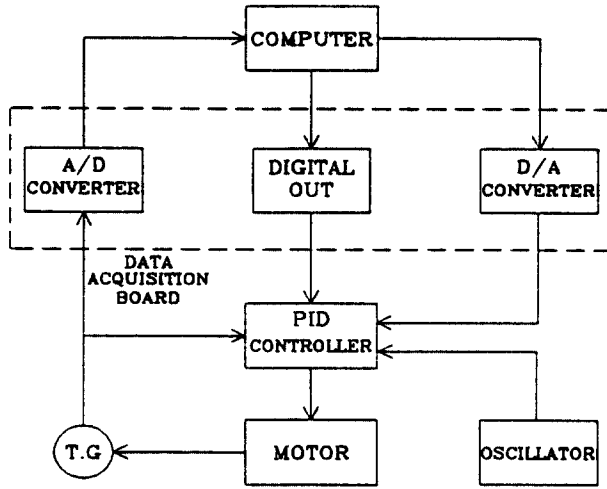 COMPUTER
A/D
CONVERTER
DIGITAL
OUT
D/A
CONVERTER
DATA
ACQUISITION
BOARD
PID
CONTROLLER
T.G
MOTOR
OSCILLATOR